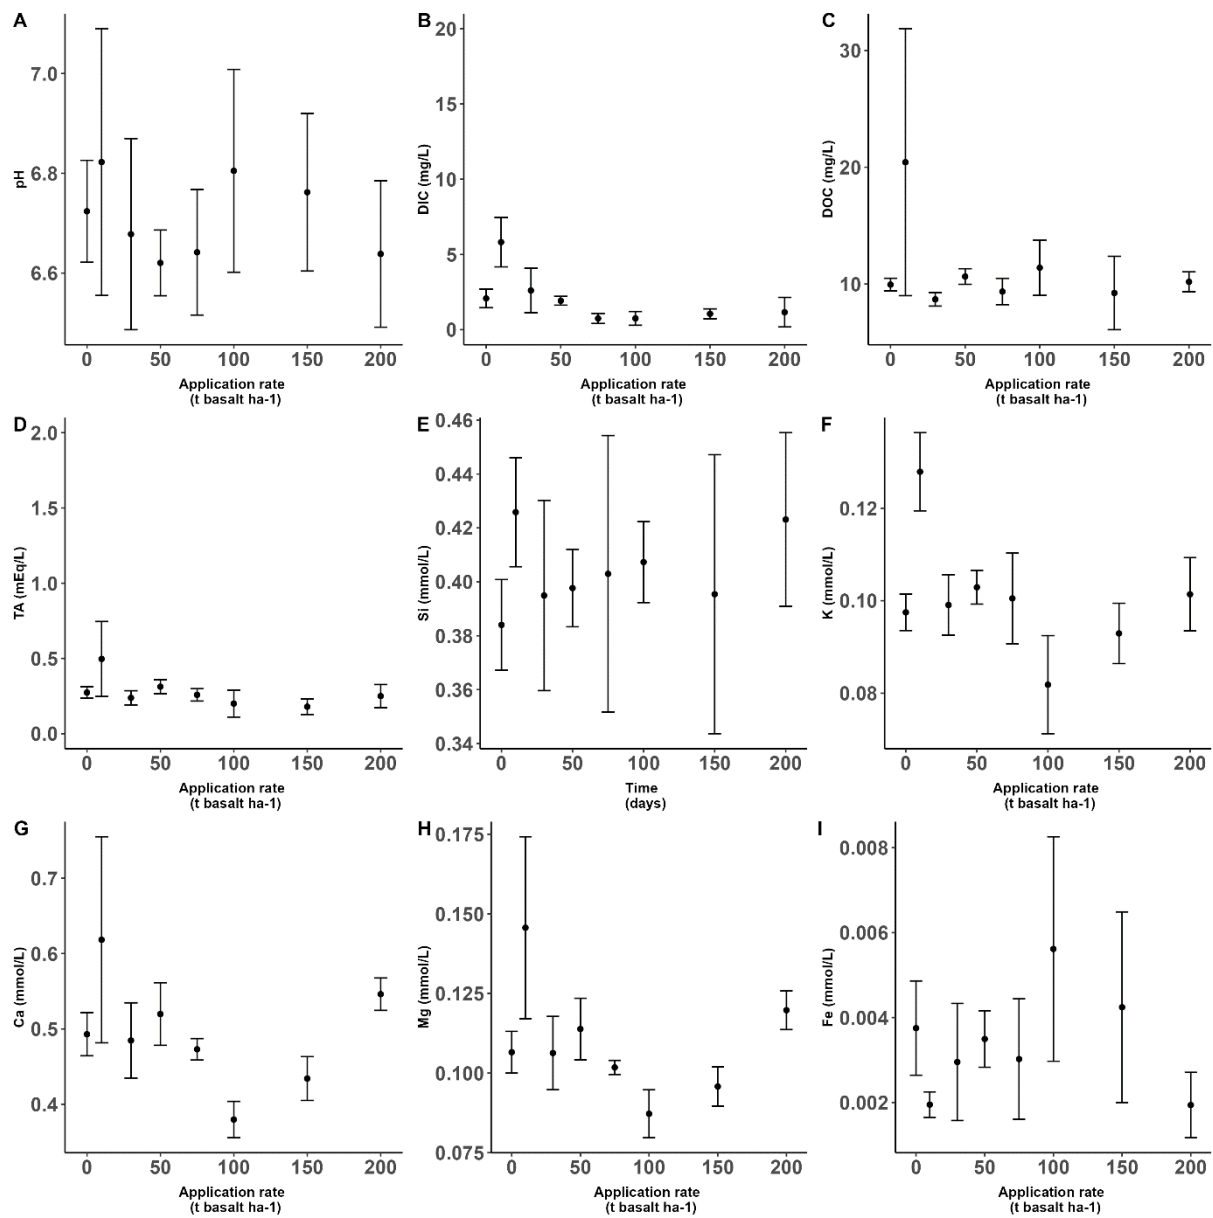 A
pH
7.0
6.8
6.6
0 50 100 150 200
Application rate
(t basalt ha-1)
B
DIC (mg/L)
20
15
10
5
0
0 50 100 150 200
Application rate
(t basalt ha-1)
C
DOC (mg/L)
30
20
10
0 50 100 150 200
Application rate
(t basalt ha-1)
D
TA (mEq/L)
2.0
1.5
1.0
0.5
0.0
0 50 100 150 200
Application rate
(t basalt ha-1)
E
Si (mmol/L)
0.46
0.44
0.42
0.40
0.38
0.36
0.34
0 50 100 150 200
Time
(days)
F
K (mmol/L)
0.12
0.10
0.08
0 50 100 150 200
Application rate
(t basalt ha-1)
G
Ca (mmol/L)
0.7
0.6
0.5
0.4
0 50 100 150 200
Application rate
(t basalt ha-1)
H
Mg (mmol/L)
0.175
0.150
0.125
0.100
0.075
0 50 100 150 200
Application rate
(t basalt ha-1)
I
Fe (mmol/L)
0.008
0.006
0.004
0.002
0 50 100 150 200
Application rate
(t basalt ha-1)